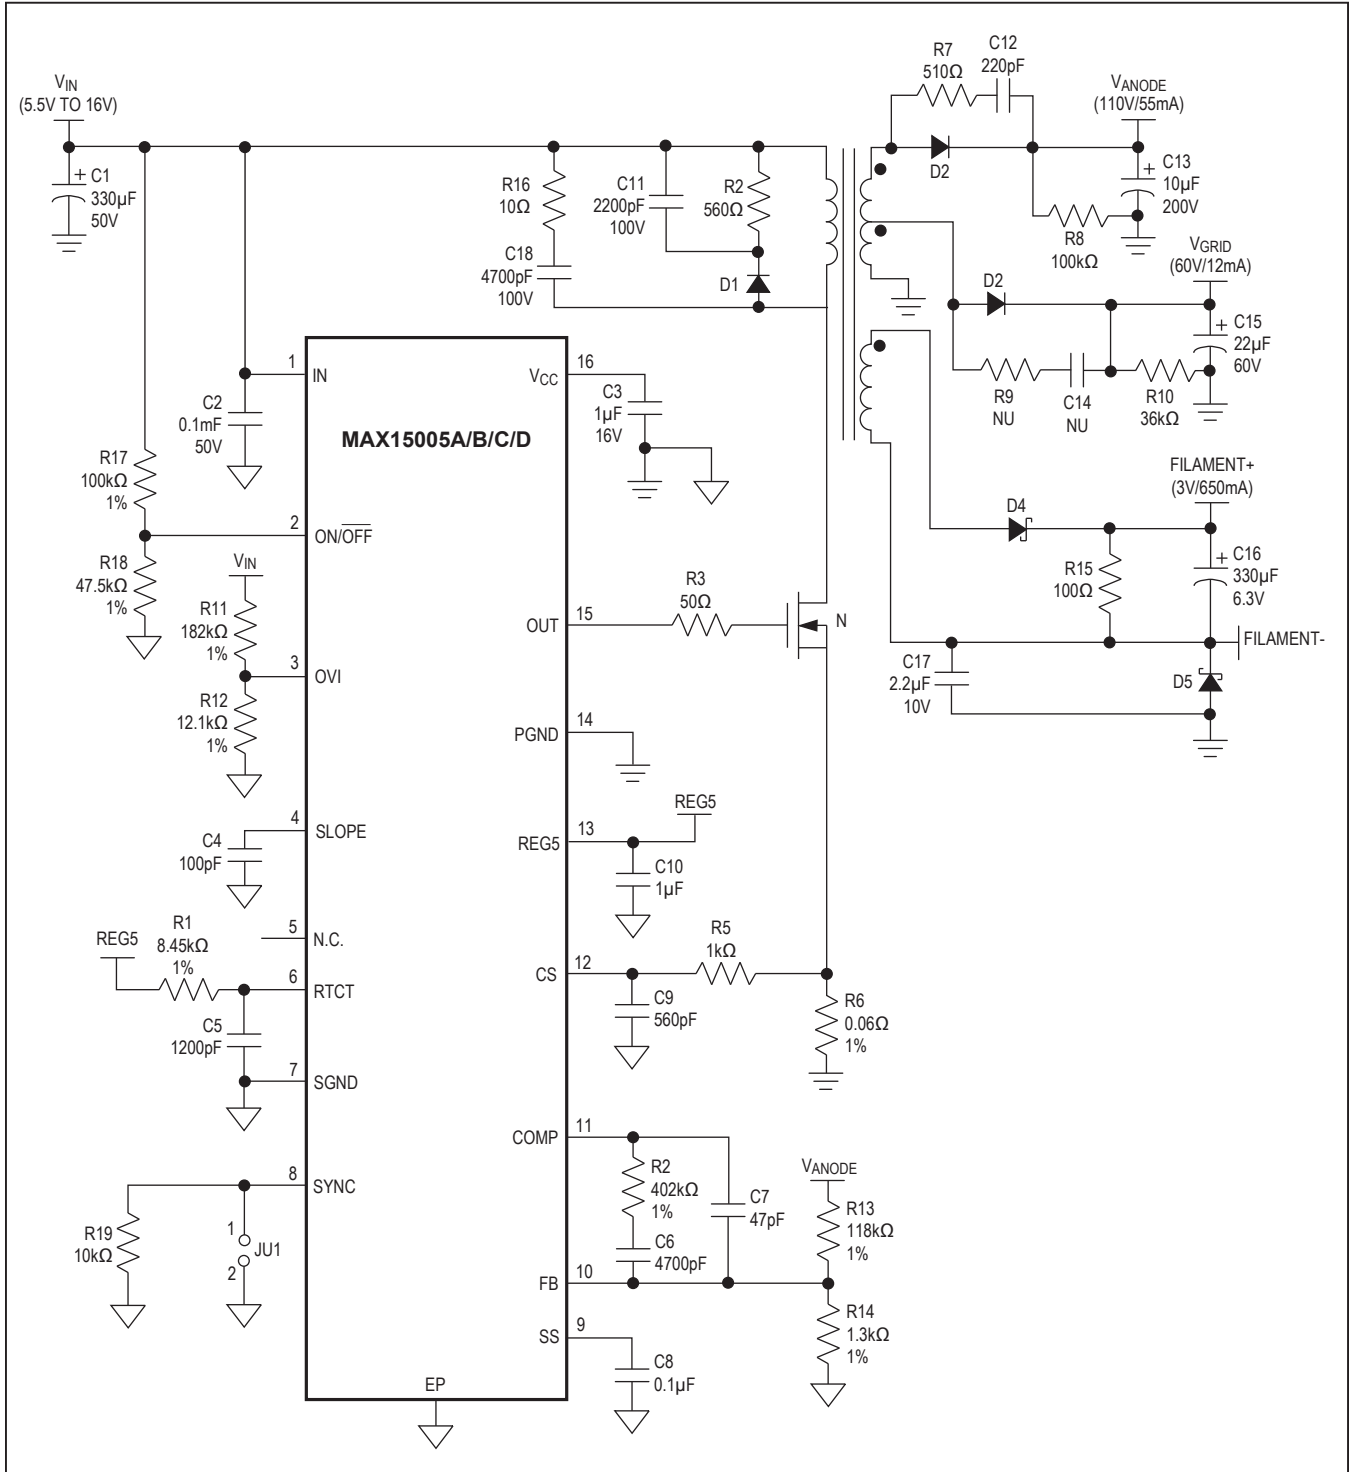 VIN
(5.5V TO 16V)
+ C1
330µF
50V
R16
10Ω
C18
4700pF
100V
C11
2200pF
100V
R2
560Ω
D1
R7
510Ω
C12
220pF
D2
VANODE
(110V/55mA)
+ C13
10µF
200V
R8
100kΩ
VGRID
(60V/12mA)
D2
+ C15
22µF
60V
R9
NU
C14
NU
R10
36kΩ
FILAMENT+
(3V/650mA)
D4
R15
100Ω
+ C16
330µF
6.3V
FILAMENT-
C17
2.2µF
10V
D5
MAX15005A/B/C/D
1
IN
C2
0.1mF
50V
R17
100kΩ
1%
2
ON/OFF
R18
47.5kΩ
1%
VIN
R11
182kΩ
1%
3
OVI
R12
12.1kΩ
1%
4
SLOPE
C4
100pF
5
N.C.
REG5
R1
8.45kΩ
1%
6
RTCT
C5
1200pF
7
SGND
8
SYNC
R19
10kΩ
1
JU1
2
EP
16
VCC
C3
1µF
16V
15
OUT
R3
50Ω
N
14
PGND
REG5
13
REG5
C10
1µF
12
CS
R5
1kΩ
C9
560pF
R6
0.06Ω
1%
11
COMP
R2
402kΩ
1%
C7
47pF
C6
4700pF
VANODE
R13
118kΩ
1%
10
FB
R14
1.3kΩ
1%
9
SS
C8
0.1µF